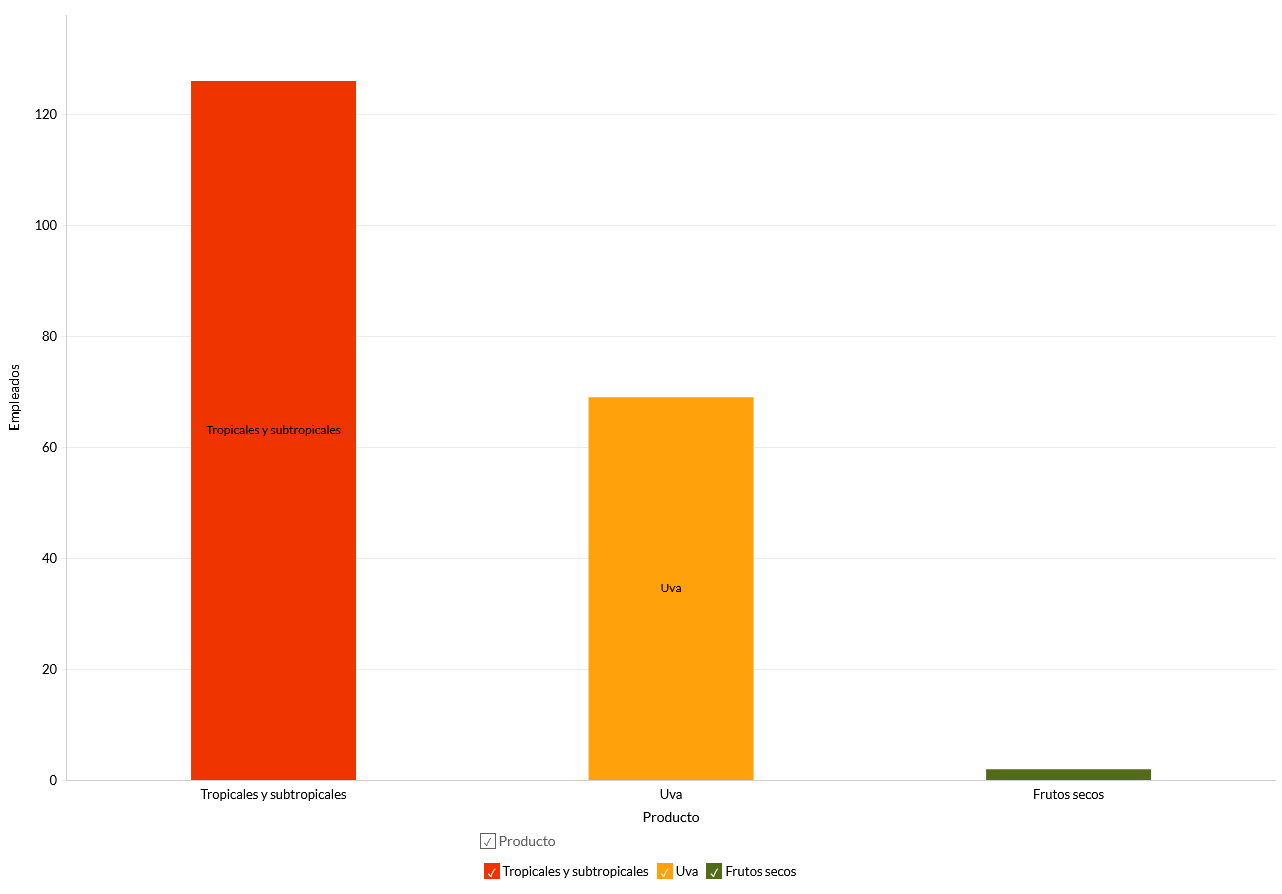 120
100
80
60
40
20
0
Empleados
Tropicales y subtropicales
Uva
Tropicales y subtropicales
Uva
Frutos secos
Producto
Producto
Tropicales y subtropicales Uva Frutos secos